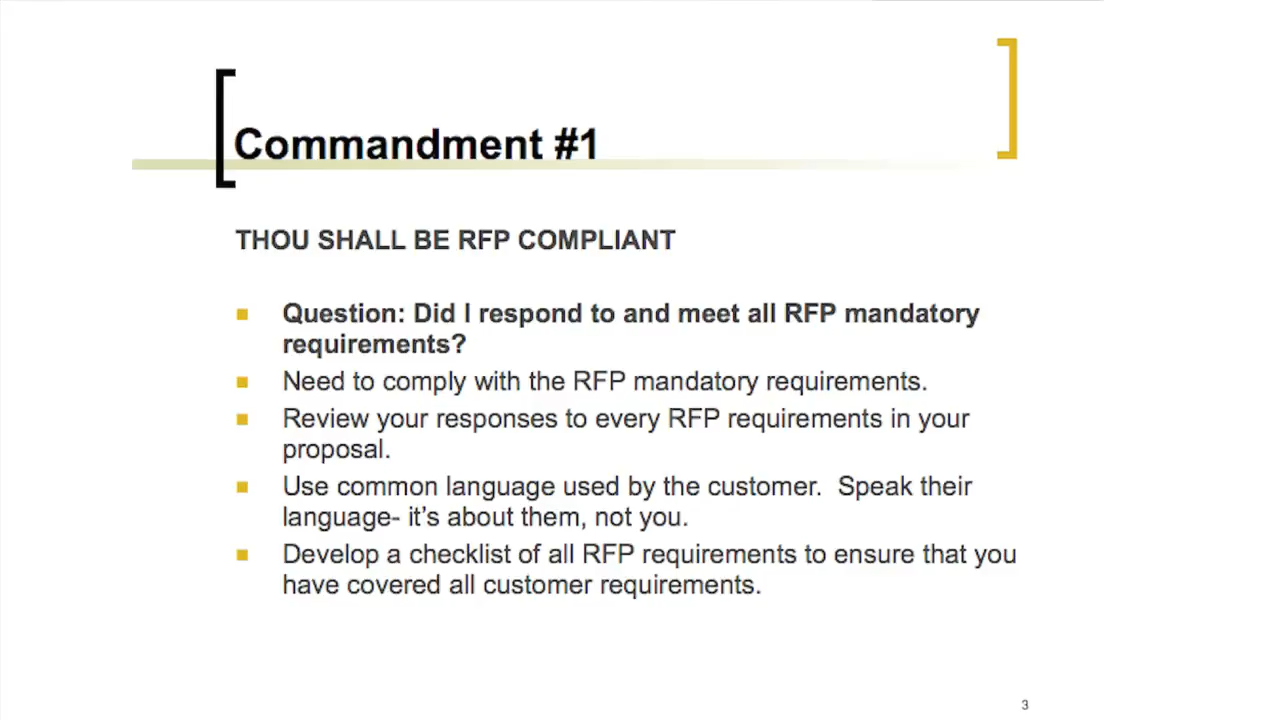 Commandment #1
THOU SHALL BE RFP COMPLIANT
Question: Did I respond to and meet all RFP mandatory
requirements?
Need to comply with the RFP mandatory requirements.
Review your responses to every RFP requirements in your
proposal.
Use common language used by the customer.  Speak their
language- it's about them, not you.
Develop a checklist of all RFP requirements to ensure that you
have covered all customer requirements.
3